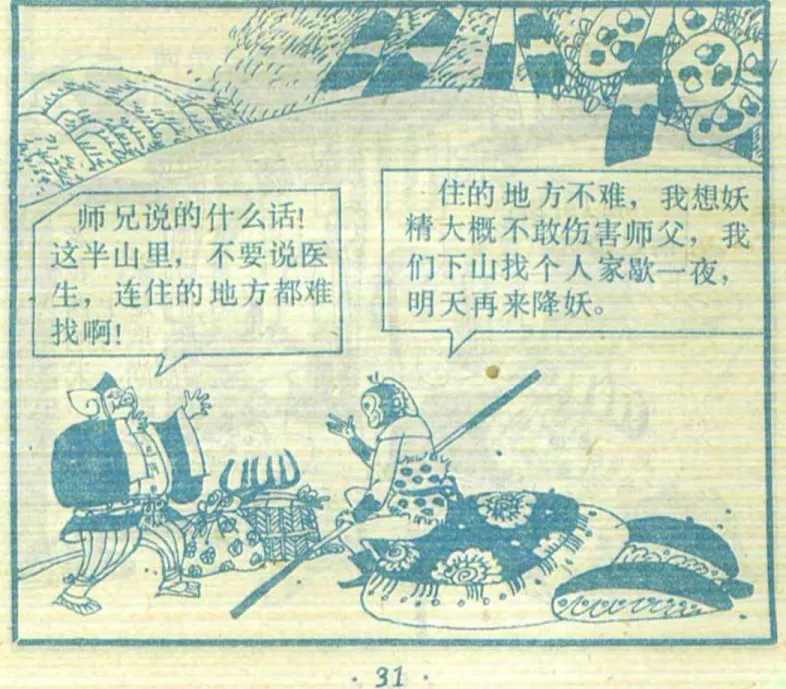 师兄说的什么话!
这半山里，不要说医
生，连住的地方都难
找啊!
住的地方不难，我想妖
精大概不敢伤害师父，我
们下山找个人家歇一夜，
明天再来降妖。
· 31 ·